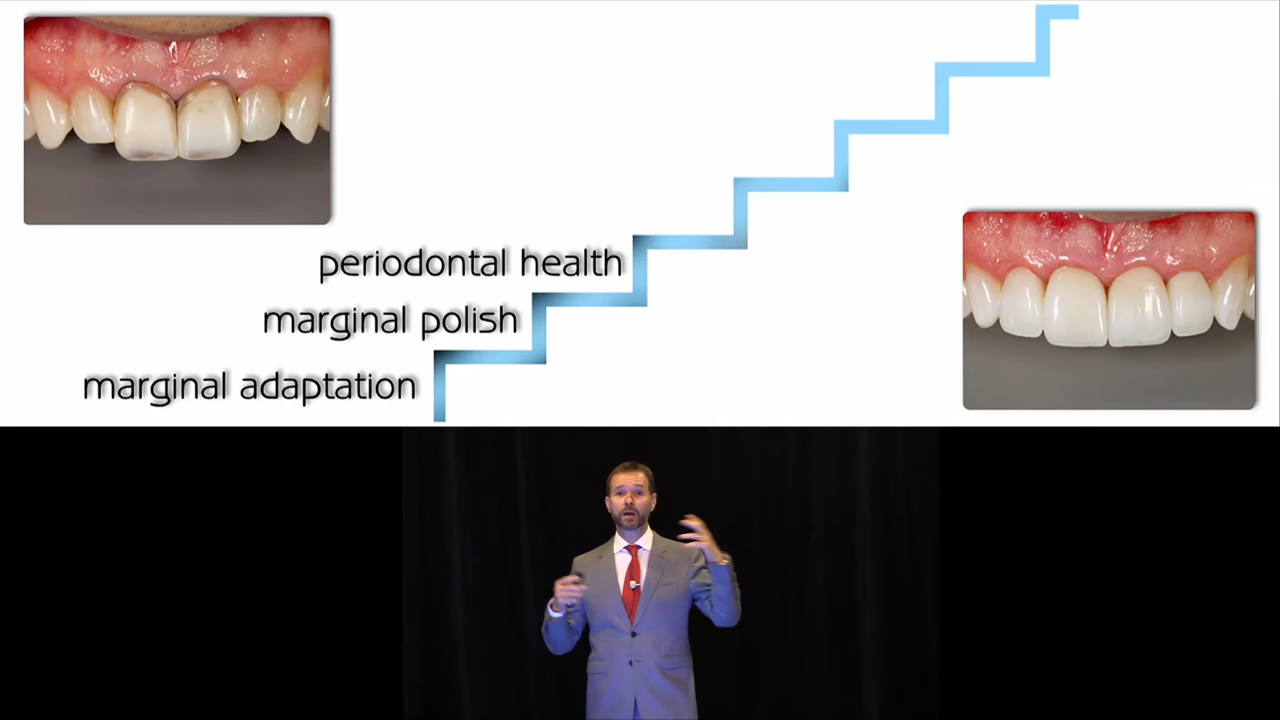 periodontal health
marginal polish
marginal adaptation